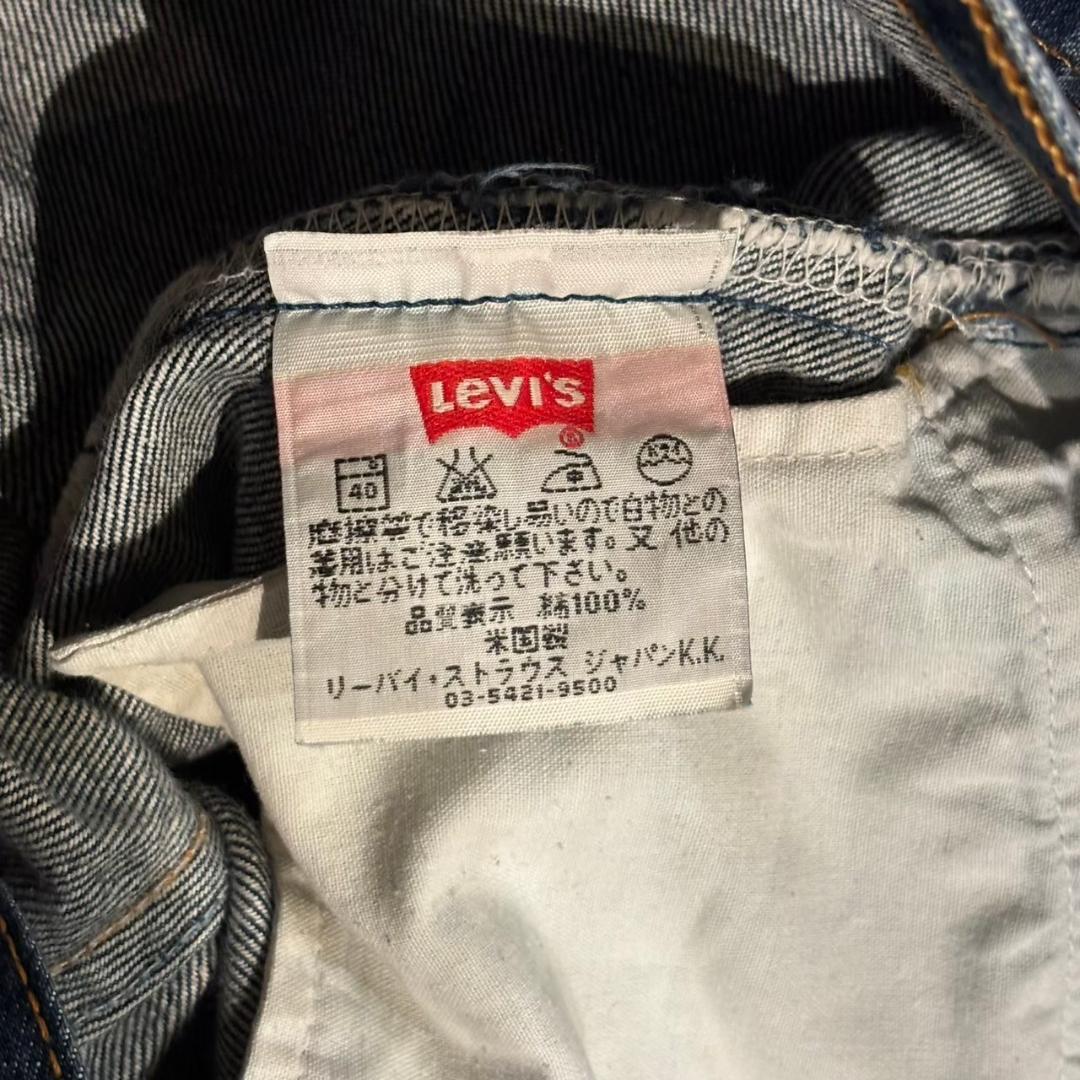 Levi's
®
40
中
摩擦等で移染し易いので白物との
着用はご注意願います。又 他の
物と分けて洗って下さい。
品質表示 綿100%
米国製
リーバイ・ストラウス ジャパンK.K.
03-5421-9500